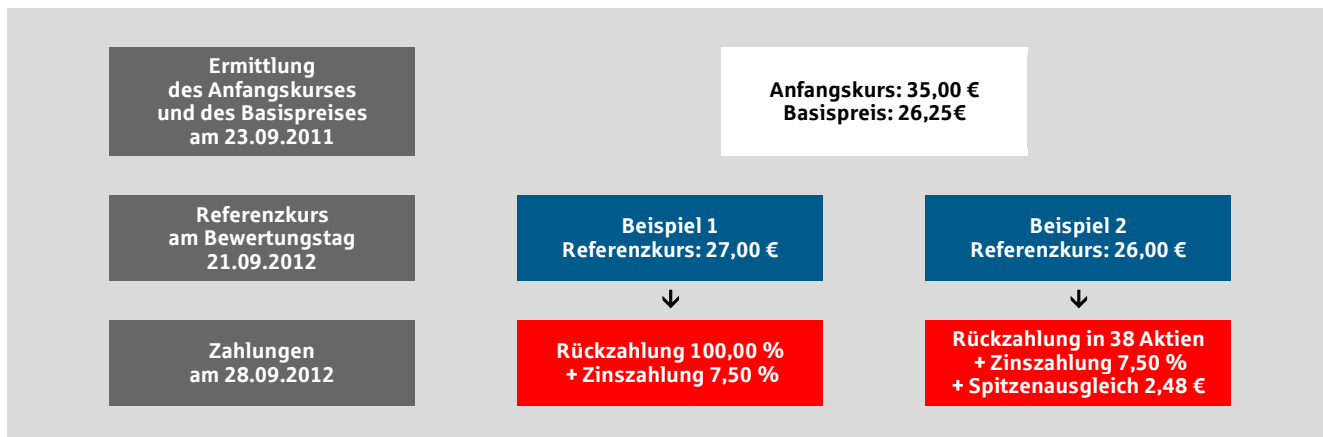 Ermittlung
des Anfangskurses
und des Basispreises
am 23.09.2011
Anfangskurs: 35,00 €
Basispreis: 26,25€
Referenzkurs
am Bewertungstag
21.09.2012
Beispiel 1
Referenzkurs: 27,00 €
Beispiel 2
Referenzkurs: 26,00 €
Zahlungen
am 28.09.2012
Rückzahlung 100,00 %
+ Zinszahlung 7,50 %
Rückzahlung in 38 Aktien
+ Zinszahlung 7,50 %
+ Spitzenausgleich 2,48 €